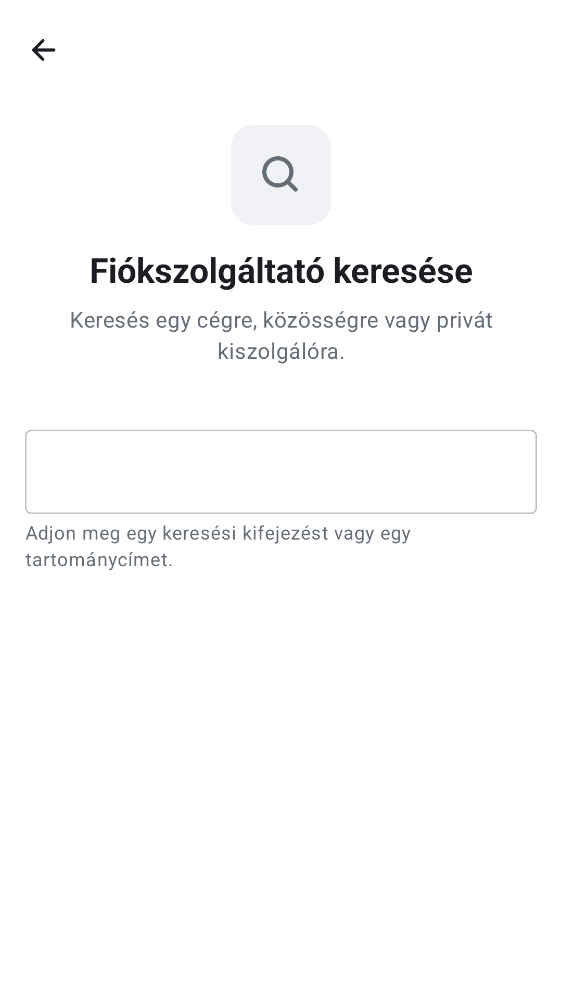 Fiókszolgáltató keresése
Keresés egy cégre, közösségre vagy privát
kiszolgálóra.
Adjon meg egy keresési kifejezést vagy egy
tartománycímet.